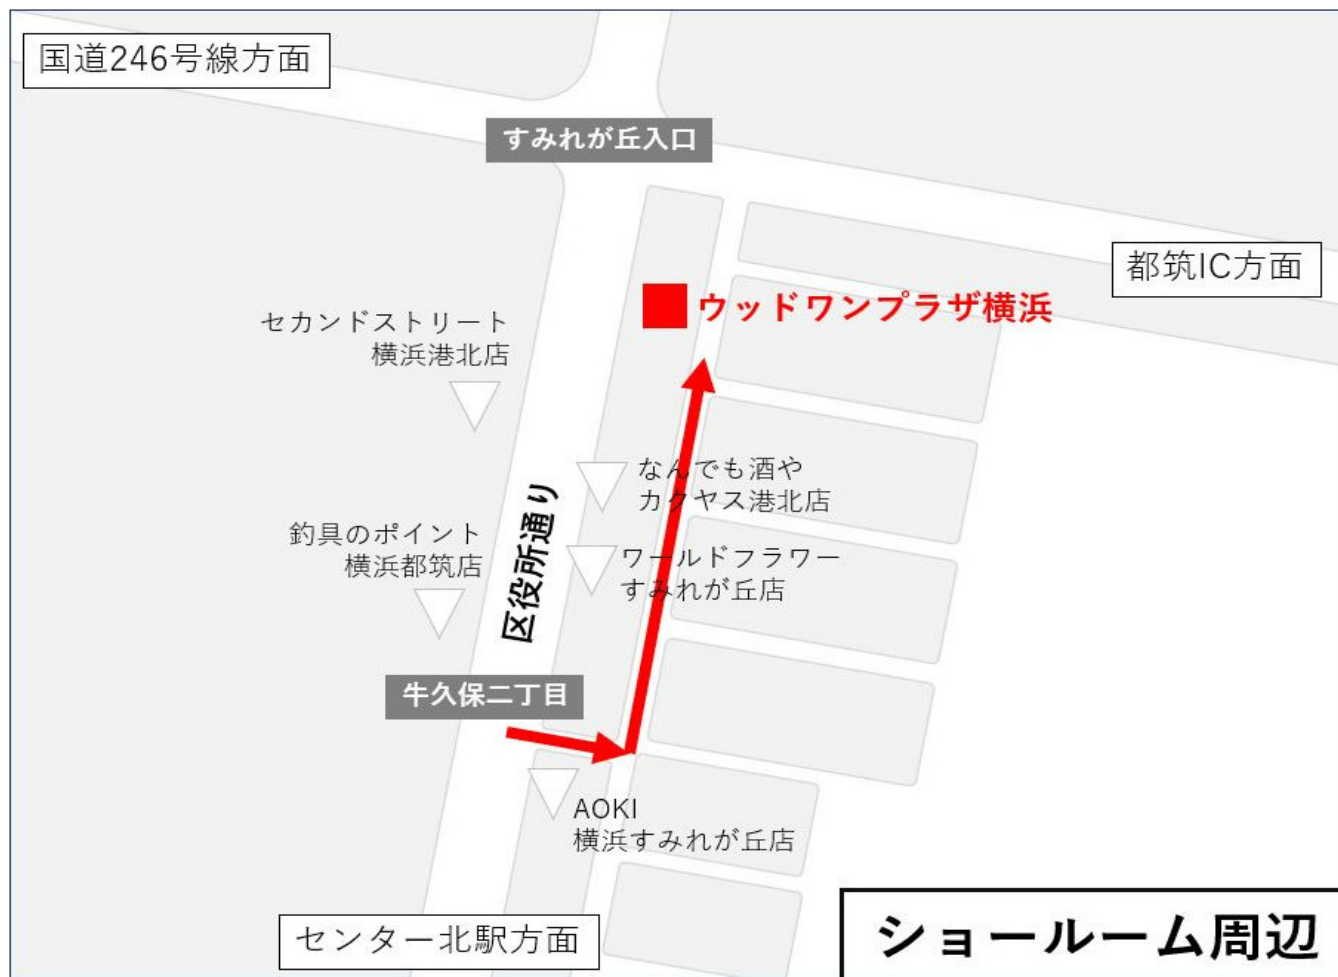 国道246号線方面
すみれが丘入口
都筑IC方面
ウッドワンプラザ横浜
セカンドストリート
横浜港北店
なんでも酒や
カクヤス港北店
区役所通り
釣具のポイント
横浜都筑店
ワールドフラワー
すみれが丘店
牛久保二丁目
AOKI
横浜すみれが丘店
センター北駅方面
ショールーム周辺